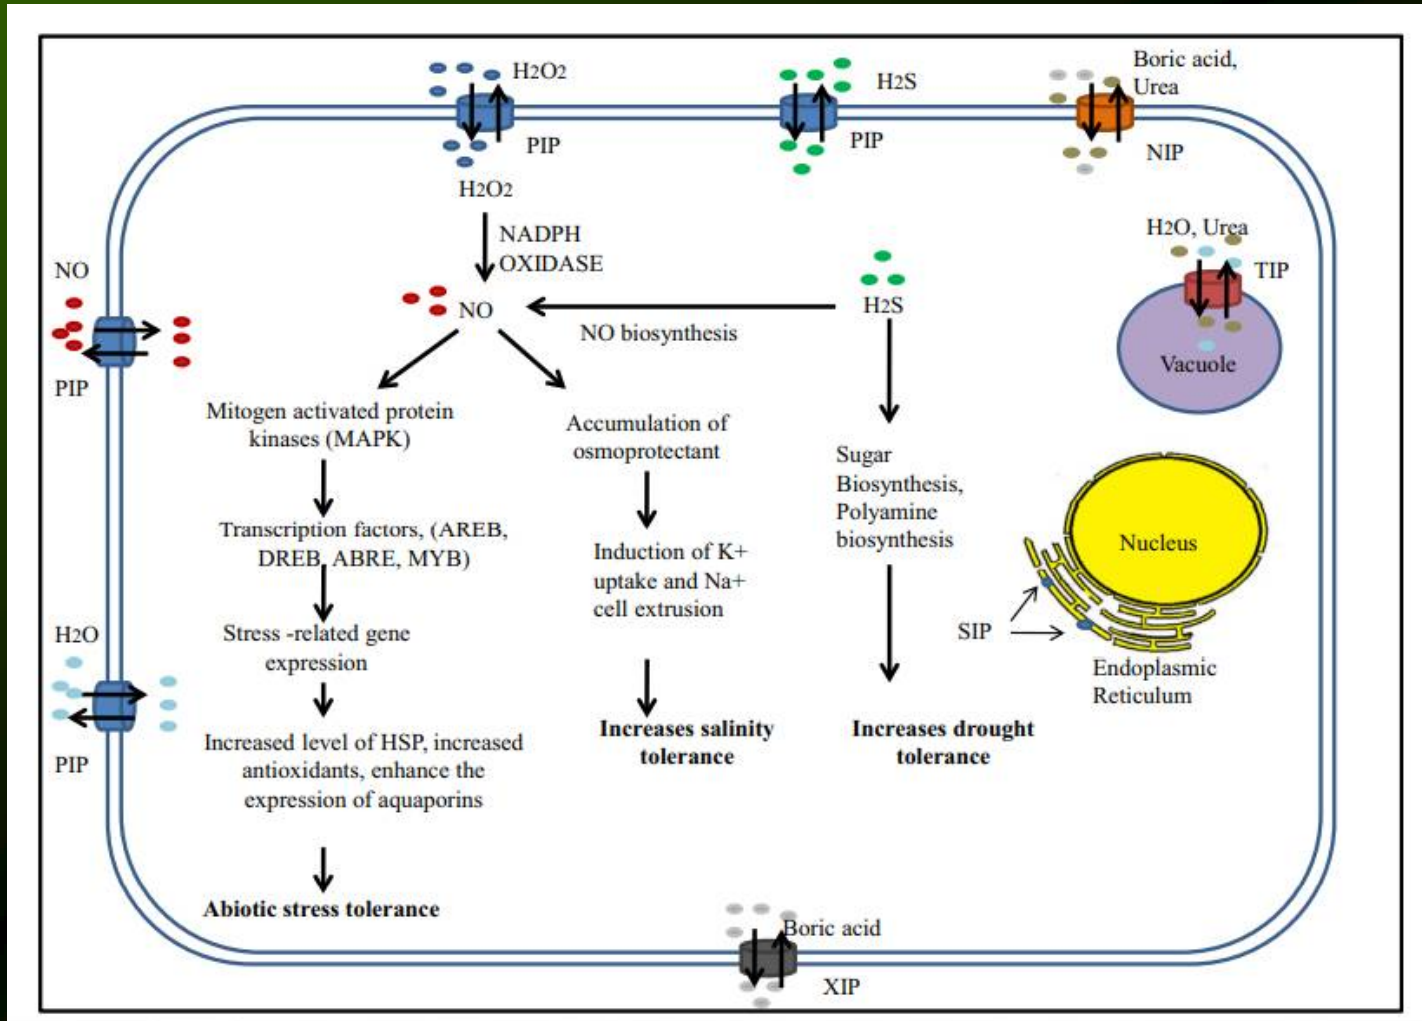 H2O2
PIP
H2O2
H2S
PIP
Boric acid,
Urea
NIP
NADPH
OXIDASE
NO
PIP
NO
NO biosynthesis
H2S
H2O, Urea
TIP
Vacuole
Mitogen activated protein
kinases (MAPK)
Transcription factors, (AREB,
DREB, ABRE, MYB)
Stress -related gene
expression
Increased level of HSP, increased
antioxidants, enhance the
expression of aquaporins
Abiotic stress tolerance
Accumulation of
osmoprotectant
Induction of K+
uptake and Na+
cell extrusion
Increases salinity
tolerance
Sugar
Biosynthesis,
Polyamine
biosynthesis
Increases drought
tolerance
Nucleus
SIP
Endoplasmic
Reticulum
H2O
PIP
Boric acid
XIP